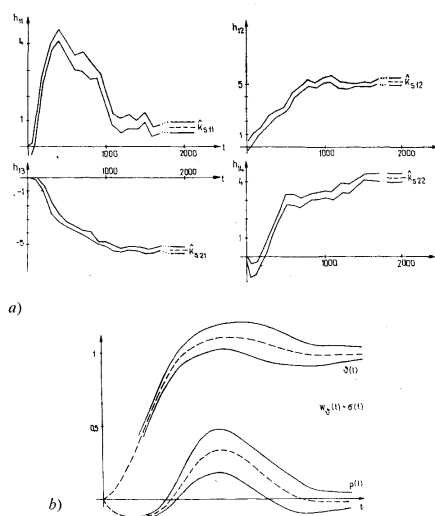 h11
4
1
k̂s11
1000
2000
t
h12
5
1
k̂s12
1000
2000
t
h13
1000
2000
t
-1
-5
k̂s21
h14
4
1
k̂s22
1000
2000
t
a)
1
0.5
ϑ(t)
wϑ(t) = σ(t)
p(t)
t
b)